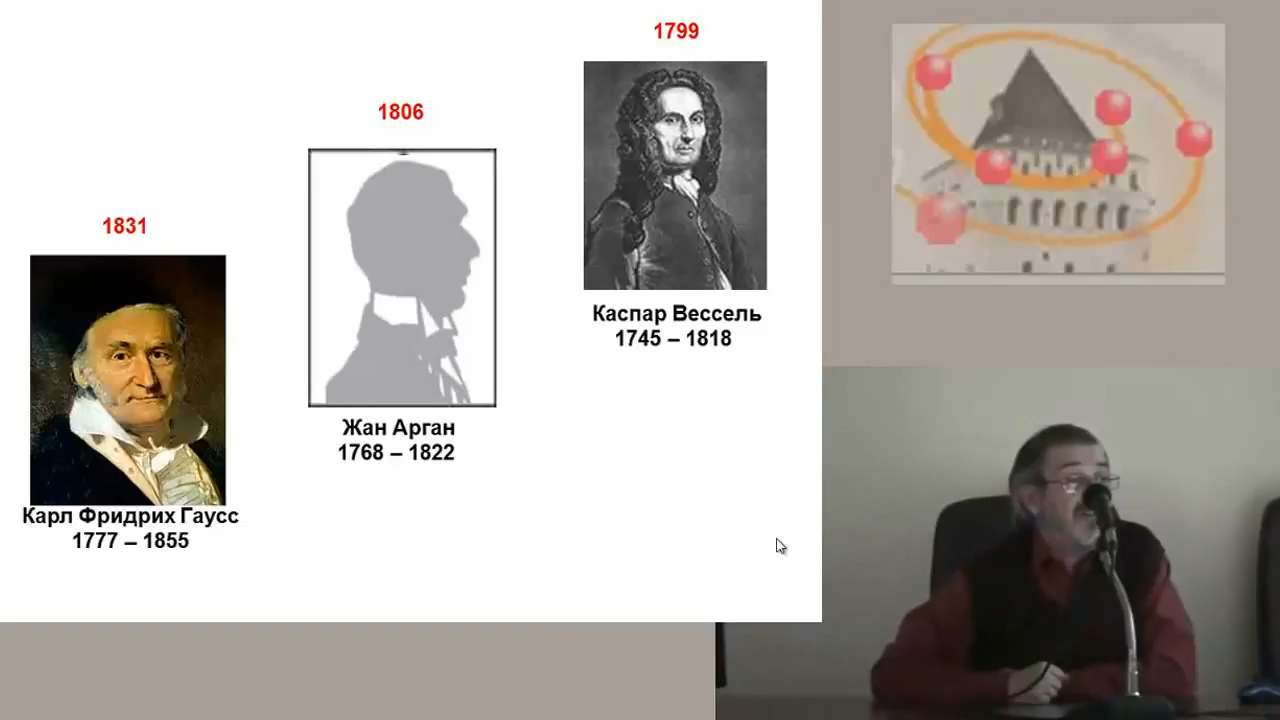 1799
1806
1831
Каспар Вессель
1745 – 1818
Жан Арган
1768 – 1822
Карл Фридрих Гаусс
1777 – 1855